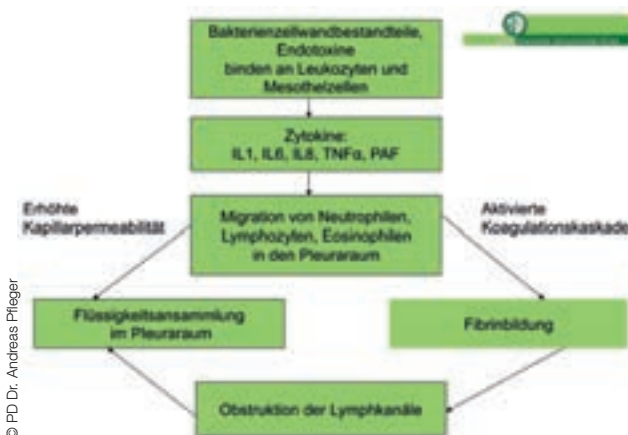 Bakterienzellwandbestandteile,
Endotoxine
binden an Leukozyten und
Mesothelzellen
Zytokine:
IL1, IL6, IL8, TNFα, PAF
Erhöhte
Kapillarpermeabilität
Migration von Neutrophilen,
Lymphozyten, Eosinophilen
in den Pleuraraum
Aktivierte
Koagulationskaskade
Flüssigkeitsansammlung
im Pleuraraum
Fibrinbildung
Obstruktion der Lymphkanäle
© PD Dr. Andreas Pfleger